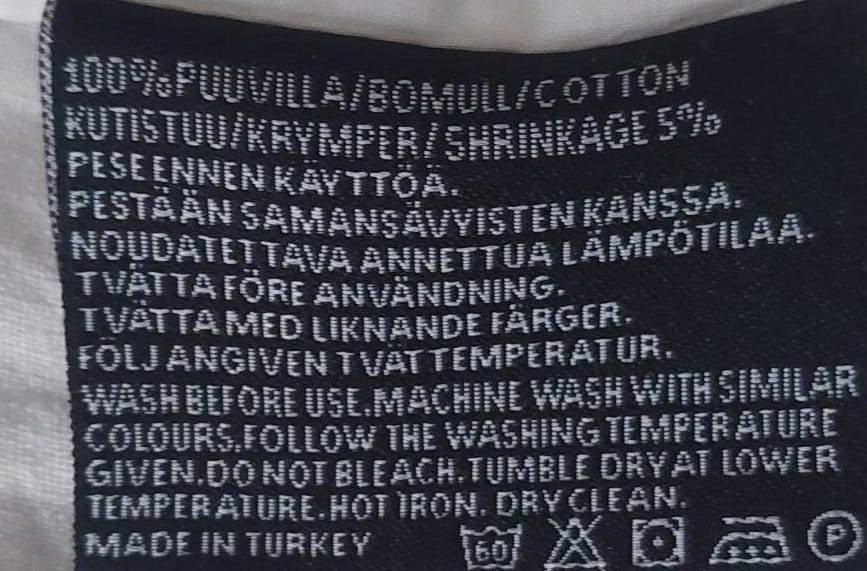 100%PUUVILLA/BOMULL/COTTON
KUTISTUU/KRYMPER/SHRINKAGE 5%
PESE ENNEN KÄYTTÖÄ.
PESTÄÄN SAMANSÄVYISTEN KANSSA.
NOUDATETTAVA ANNETTUA LÄMPÖTILAA.
TVÄTTA FÖRE ANVÄNDNING.
TVÄTTA MED LIKNANDE FÄRGER.
FÖLJ ANGIVEN TVÄTTEMPERATUR.
WASH BEFORE USE.MACHINE WASH WITH SIMILAR
COLOURS.FOLLOW THE WASHING TEMPERATURE
GIVEN.DO NOT BLEACH.TUMBLE DRY AT LOWER
TEMPERATURE.HOT IRON. DRY CLEAN.
MADE IN TURKEY 60 P